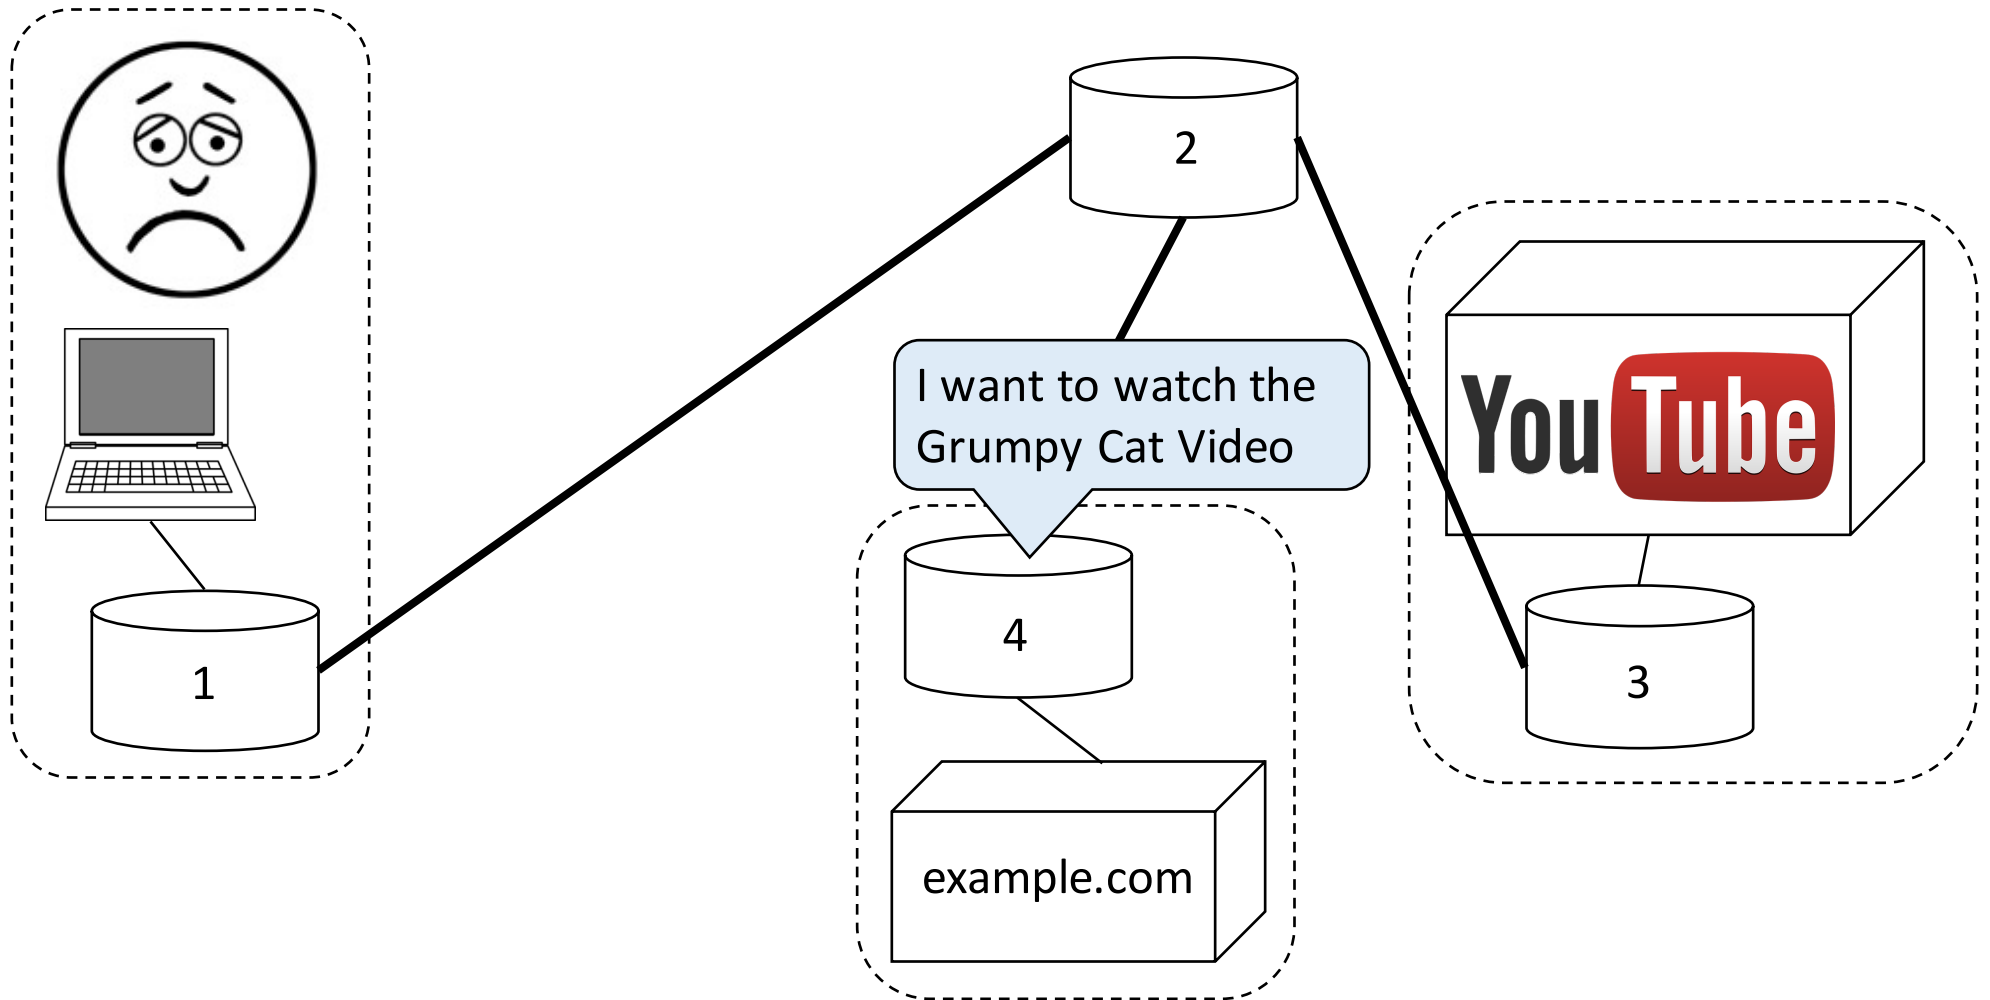 2
I want to watch the
Grumpy Cat Video
YouTube
4
1
3
example.com